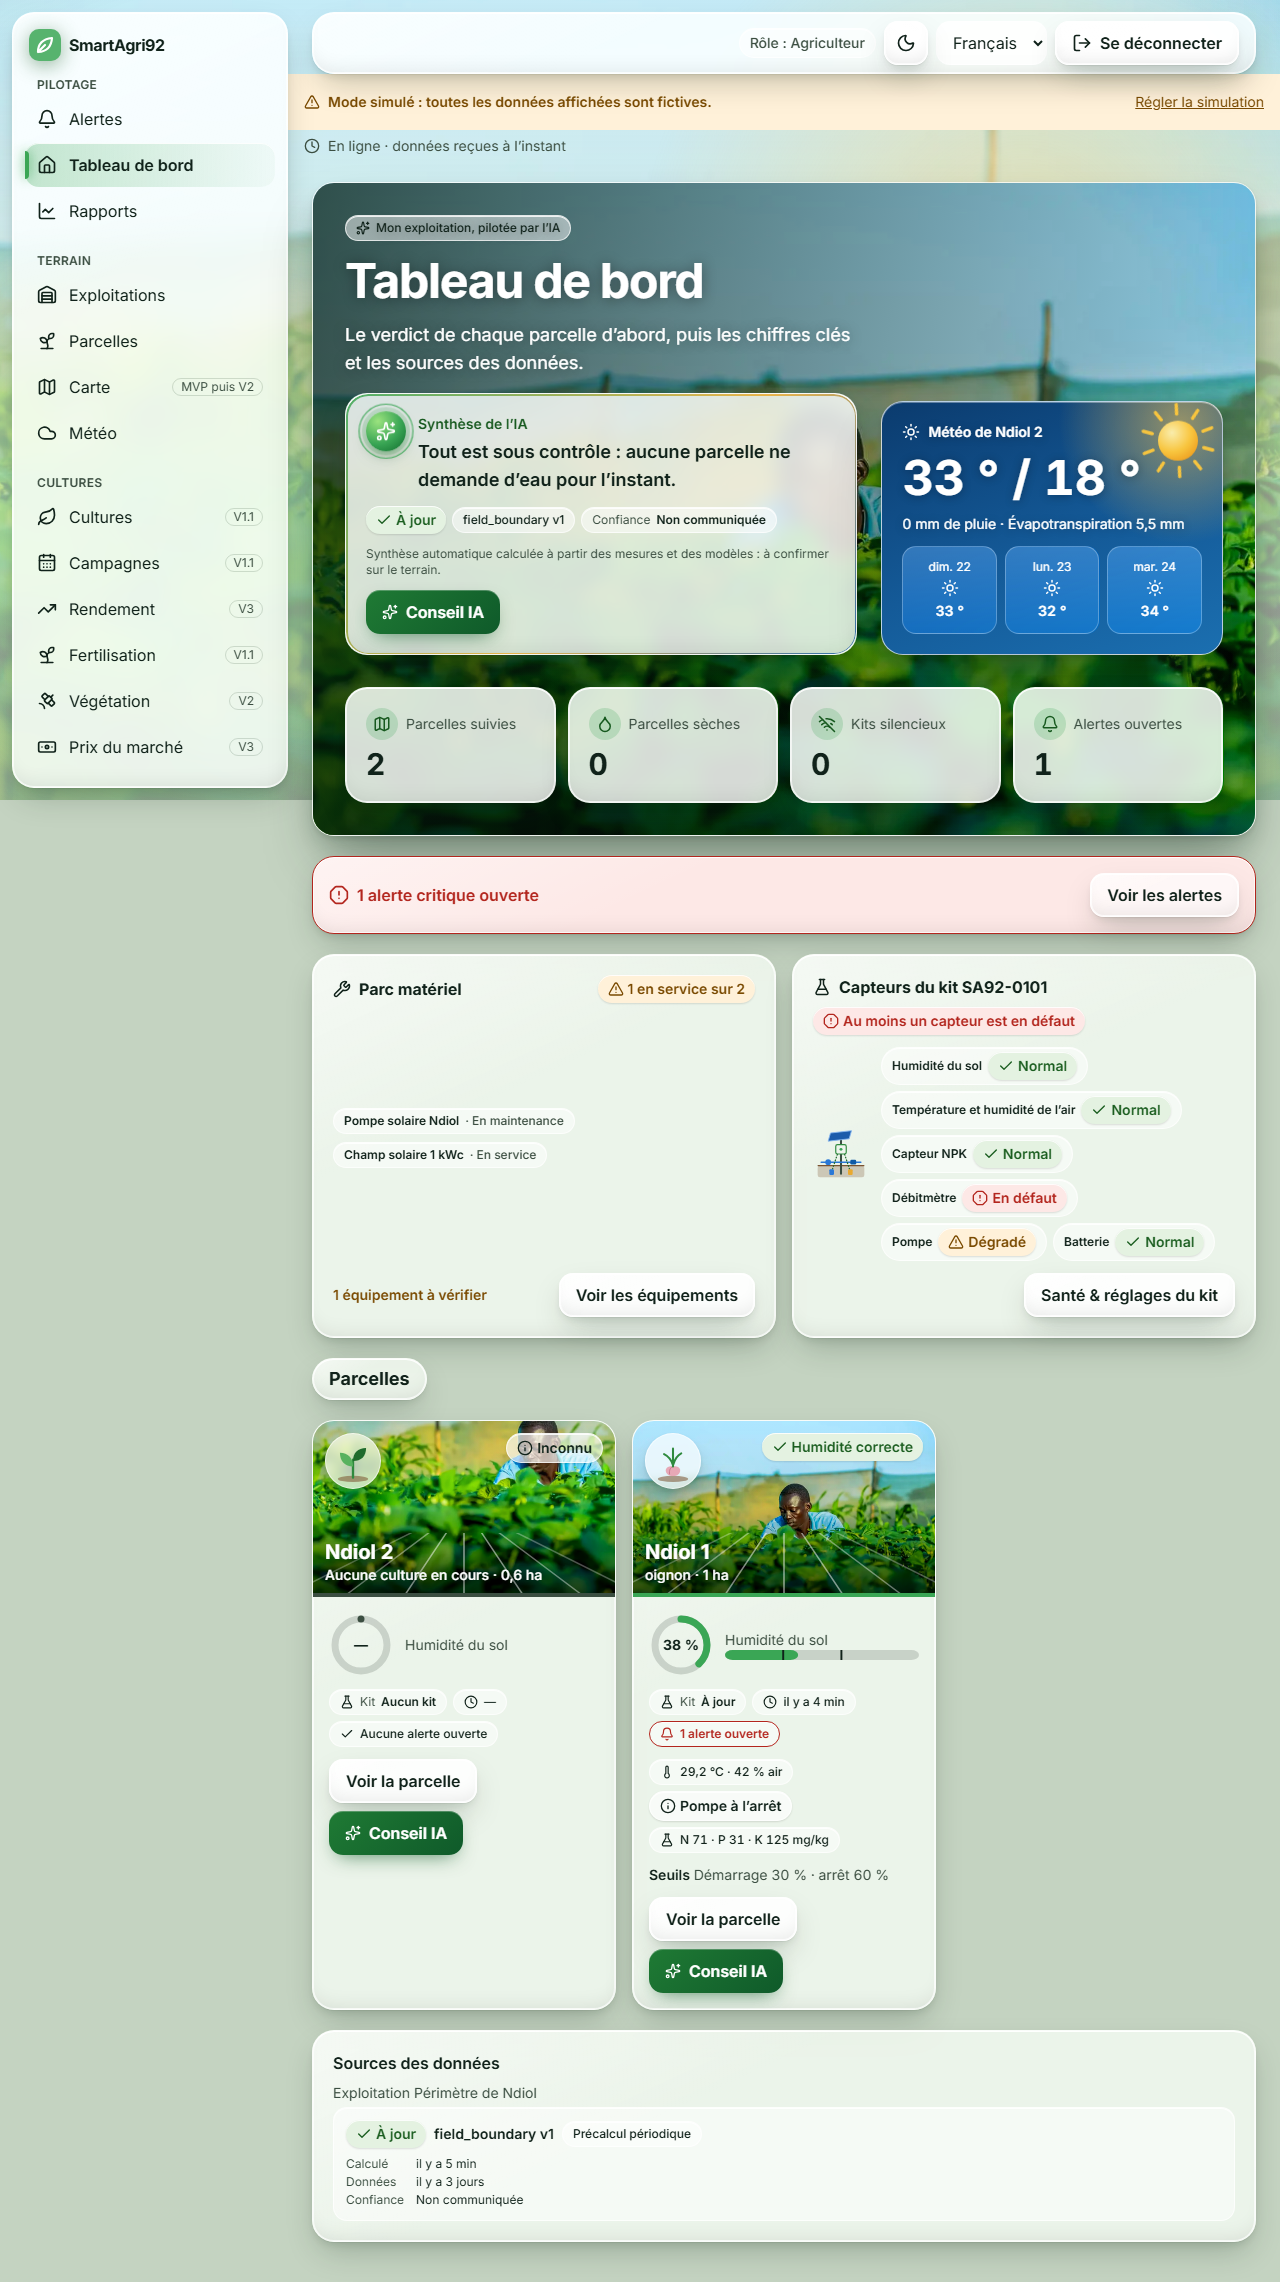 SmartAgri92
PILOTAGE
Alertes
Tableau de bord
Rapports
TERRAIN
Exploitations
Parcelles
Carte MVP puis V2
Météo
CULTURES
Cultures V1.1
Campagnes V1.1
Rendement V3
Fertilisation V1.1
Végétation V2
Prix du marché V3
Rôle : Agriculteur Français Se déconnecter
Mode simulé : toutes les données affichées sont fictives. Régler la simulation
En ligne · données reçues à l’instant
Mon exploitation, pilotée par l’IA
Tableau de bord
Le verdict de chaque parcelle d’abord, puis les chiffres clés
et les sources des données.
Synthèse de l’IA
Tout est sous contrôle : aucune parcelle ne
demande d’eau pour l’instant.
À jour field_boundary v1 Confiance Non communiquée
Synthèse automatique calculée à partir des mesures et des modèles : à confirmer
sur le terrain.
Conseil IA
Météo de Ndiol 2
33 ° / 18 °
0 mm de pluie · Évapotranspiration 5,5 mm
dim. 22 lun. 23 mar. 24
33 ° 32 ° 34 °
Parcelles suivies Parcelles sèches Kits silencieux Alertes ouvertes
2 0 0 1
1 alerte critique ouverte Voir les alertes
Parc matériel 1 en service sur 2
Pompe solaire Ndiol · En maintenance
Champ solaire 1 kWc · En service
1 équipement à vérifier Voir les équipements
Capteurs du kit SA92-0101
Au moins un capteur est en défaut
Humidité du sol Normal
Température et humidité de l’air Normal
Capteur NPK Normal
Débitmètre En défaut
Pompe Dégradé Batterie Normal
Santé & réglages du kit
Parcelles
Inconnu
Ndiol 2
Aucune culture en cours · 0,6 ha
— Humidité du sol
Kit Aucun kit —
Aucune alerte ouverte
Voir la parcelle
Conseil IA
Humidité correcte
Ndiol 1
oignon · 1 ha
38 % Humidité du sol
Kit À jour il y a 4 min
1 alerte ouverte
29,2 °C · 42 % air
Pompe à l’arrêt
N 71 · P 31 · K 125 mg/kg
Seuils Démarrage 30 % · arrêt 60 %
Voir la parcelle
Conseil IA
Sources des données
Exploitation Périmètre de Ndiol
À jour field_boundary v1 Précalcul périodique
Calculé il y a 5 min
Données il y a 3 jours
Confiance Non communiquée